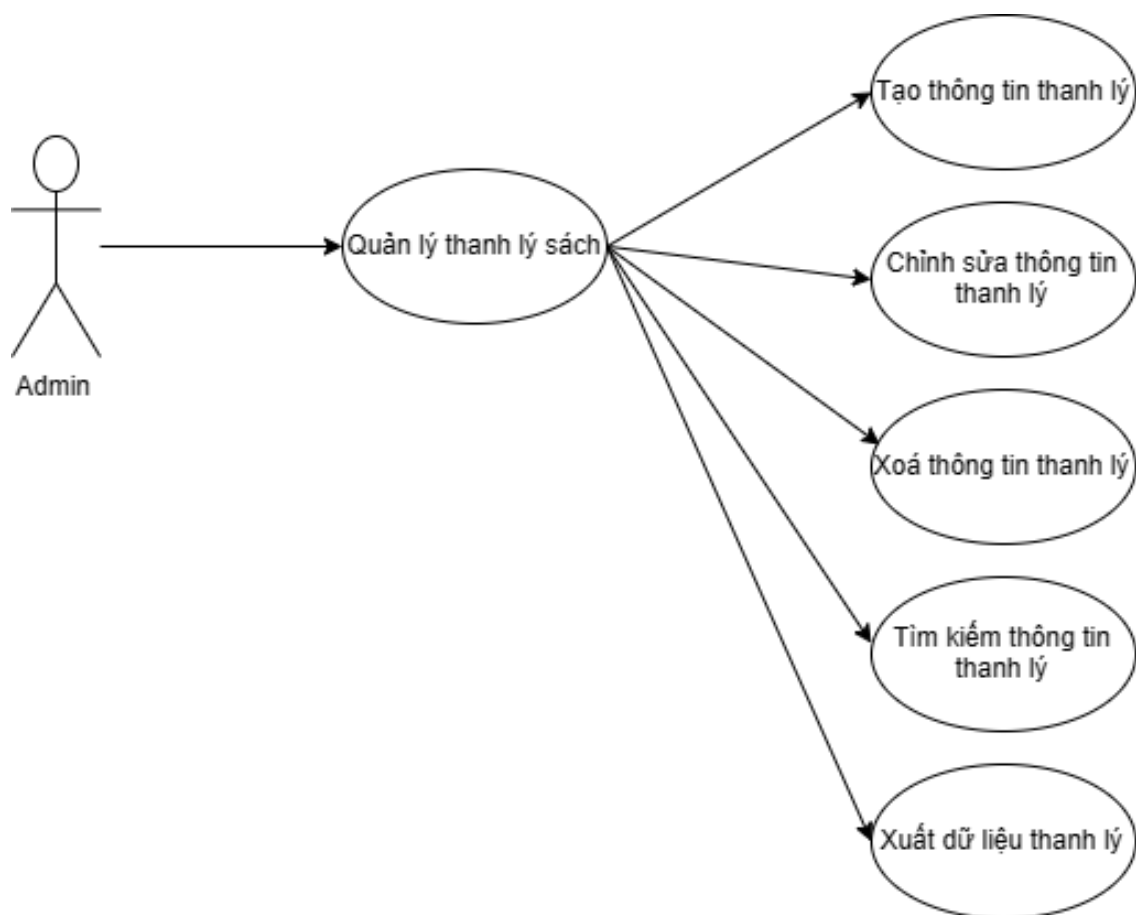 Tạo thông tin thanh lý
Quản lý thanh lý sách
Chỉnh sửa thông tin
thanh lý
Admin
Xoá thông tin thanh lý
Tìm kiếm thông tin
thanh lý
Xuất dữ liệu thanh lý